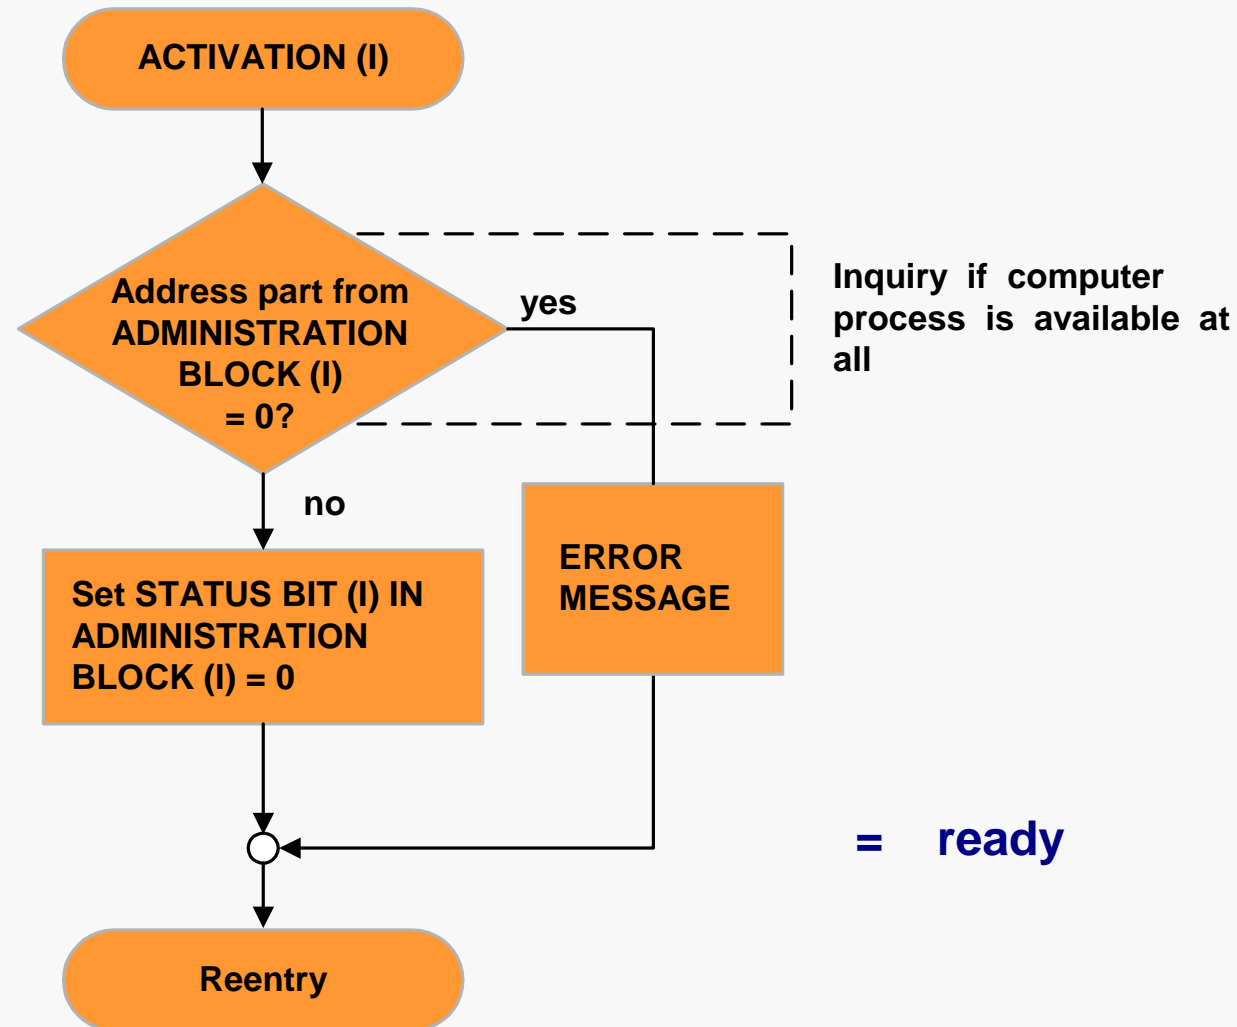 ACTIVATION (I)
Address part from
ADMINISTRATION
BLOCK (I)
= 0?
yes
Inquiry if computer
process is available at
all
no
ERROR
MESSAGE
Set STATUS BIT (I) IN
ADMINISTRATION
BLOCK (I) = 0
= ready
Reentry